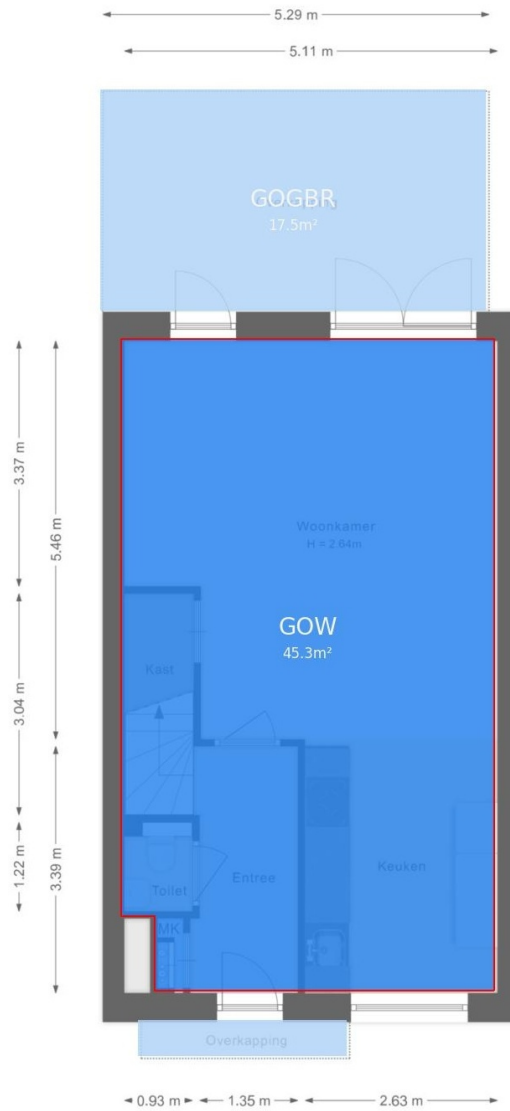 5.29 m
5.11 m
GOGBR
17.5m²
3.37 m
5.46 m
Woonkamer
H = 2.64m
GOW
45.3m²
Kast
3.04 m
3.39 m
1.22 m
Keuken
Entree
Toilet
MK
Overkapping
0.93 m
1.35 m
2.63 m